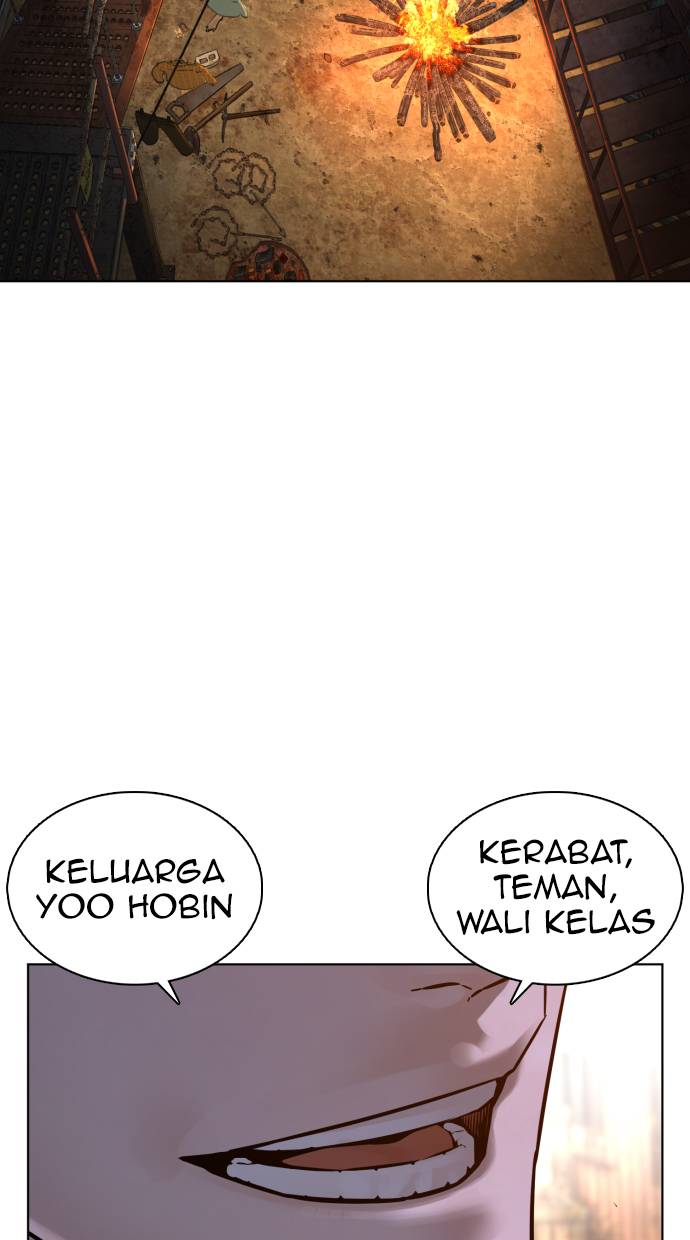 KELUARGA
YOO HOBIN
KERABAT,
TEMAN,
WALI KELAS